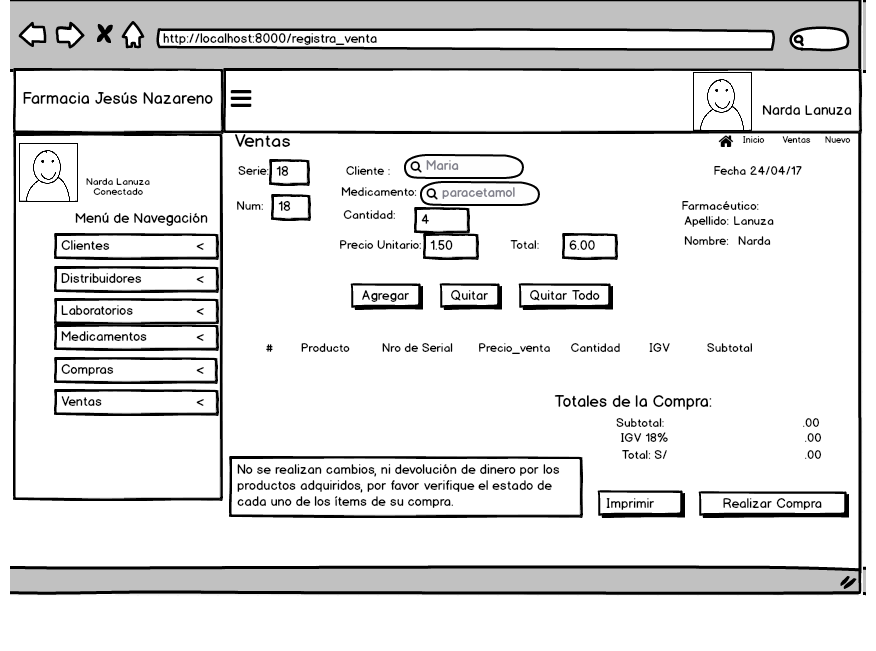 http://localhost:8000/registra_venta
Farmacia Jesús Nazareno
Narda Lanuza
Narda Lanuza
Conectado
Menú de Navegación
Clientes <
Distribuidores <
Laboratorios <
Medicamentos <
Compras <
Ventas <
Ventas
Inicio Ventas Nuevo
Serie: 18
Cliente : Maria
Fecha 24/04/17
Medicamento: paracetamol
Num: 18
Cantidad: 4
Farmacéutico:
Apellido: Lanuza
Nombre: Narda
Precio Unitario: 1.50 Total: 6.00
Agregar Quitar Quitar Todo
# Producto Nro de Serial Precio_venta Cantidad IGV Subtotal
Totales de la Compra:
Subtotal: .00
IGV 18% .00
Total: S/ .00
No se realizan cambios, ni devolución de dinero por los
productos adquiridos, por favor verifique el estado de
cada uno de los ítems de su compra.
Imprimir Realizar Compra